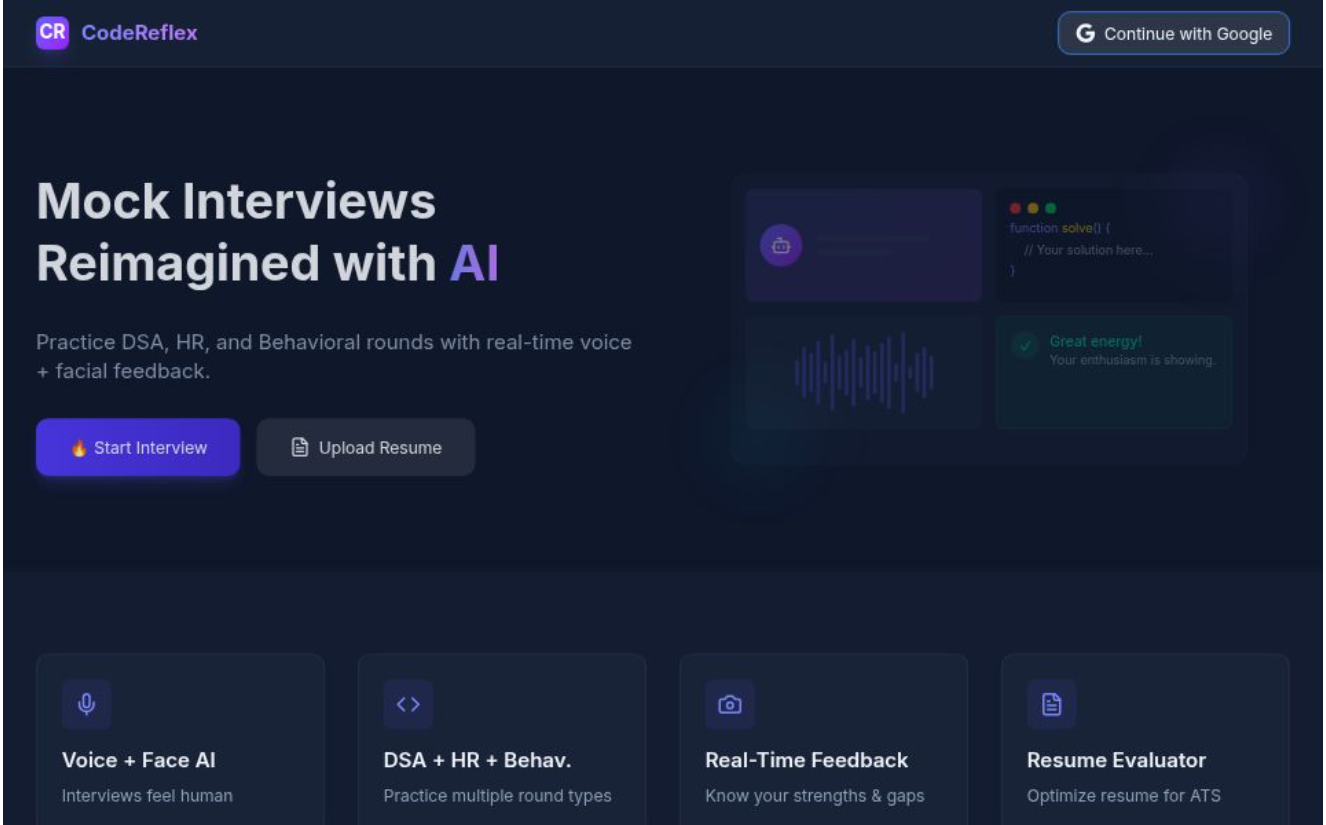 CR CodeReflex
Continue with Google
Mock Interviews
Reimagined with AI
Practice DSA, HR, and Behavioral rounds with real-time voice
+ facial feedback.
🔥 Start Interview
Upload Resume
function solve() {
// Your solution here...
}
Great energy!
Your enthusiasm is showing.
Voice + Face AI
Interviews feel human
DSA + HR + Behav.
Practice multiple round types
Real-Time Feedback
Know your strengths & gaps
Resume Evaluator
Optimize resume for ATS